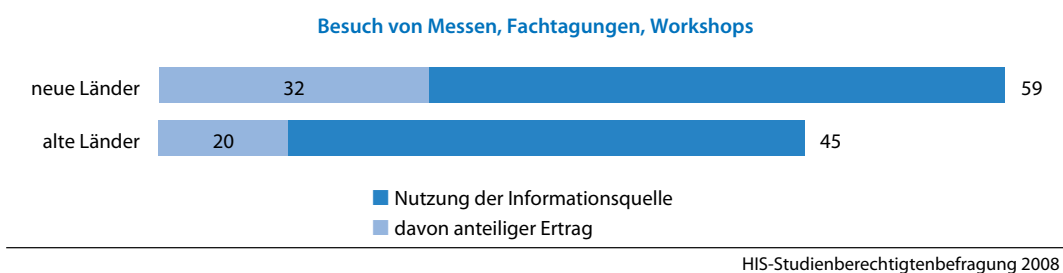 Besuch von Messen, Fachtagungen, Workshops
neue Länder 32 59
alte Länder 20 45
Nutzung der Informationsquelle
davon anteiliger Ertrag
HIS-Studienberechtigtenbefragung 2008